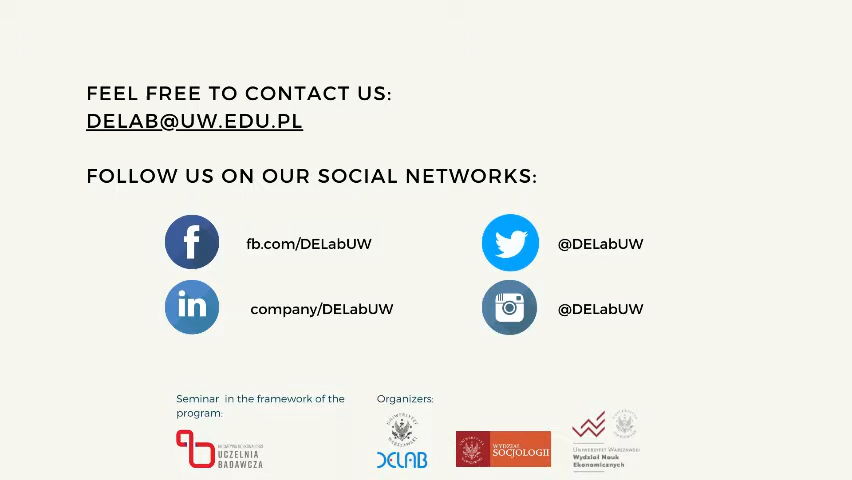 FEEL FREE TO CONTACT US:
DELAB@UW.EDU.PL
FOLLOW US ON OUR SOCIAL NETWORKS:
fb.com/DELabUW
@DELabUW
company/DELabUW
@DELabUW
Seminar in the framework of the
program:
Organizers:
UCZELNIA
BADAWCZA
UNIWERSYTET
WARSZAWSKI
DELAB
WYDZIAŁ
SOCJOLOGII
UNIWERSYTET WARSZAWSKI
Wydział Nauk
Ekonomicznych